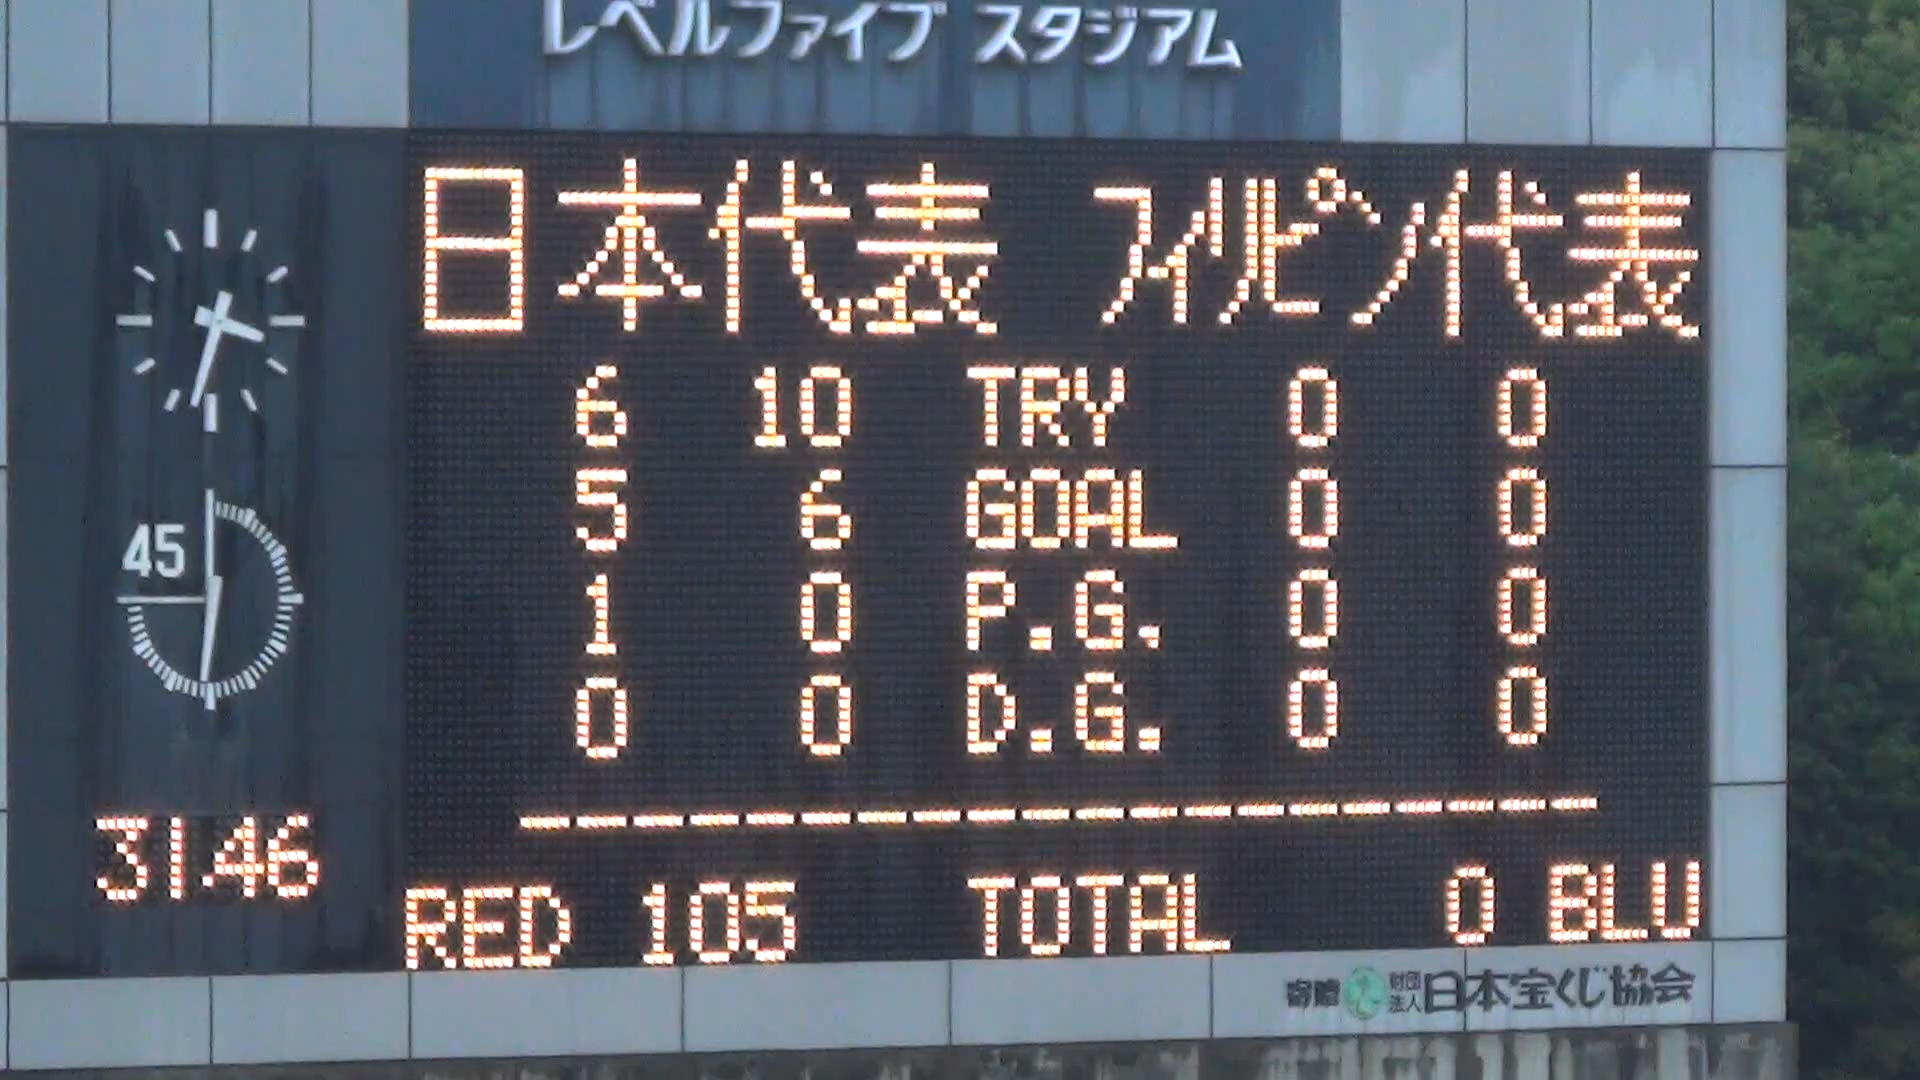 レベルファイブ スタジアム
日本代表 ﾌｨﾘﾋﾟﾝ代表
6 10 TRY 0 0
5 6 GOAL 0 0
45
1 0 P.G. 0 0
0 0 D.G. 0 0
31:46
RED 105 TOTAL 0 BLU
寄贈 財団法人 日本宝くじ協会